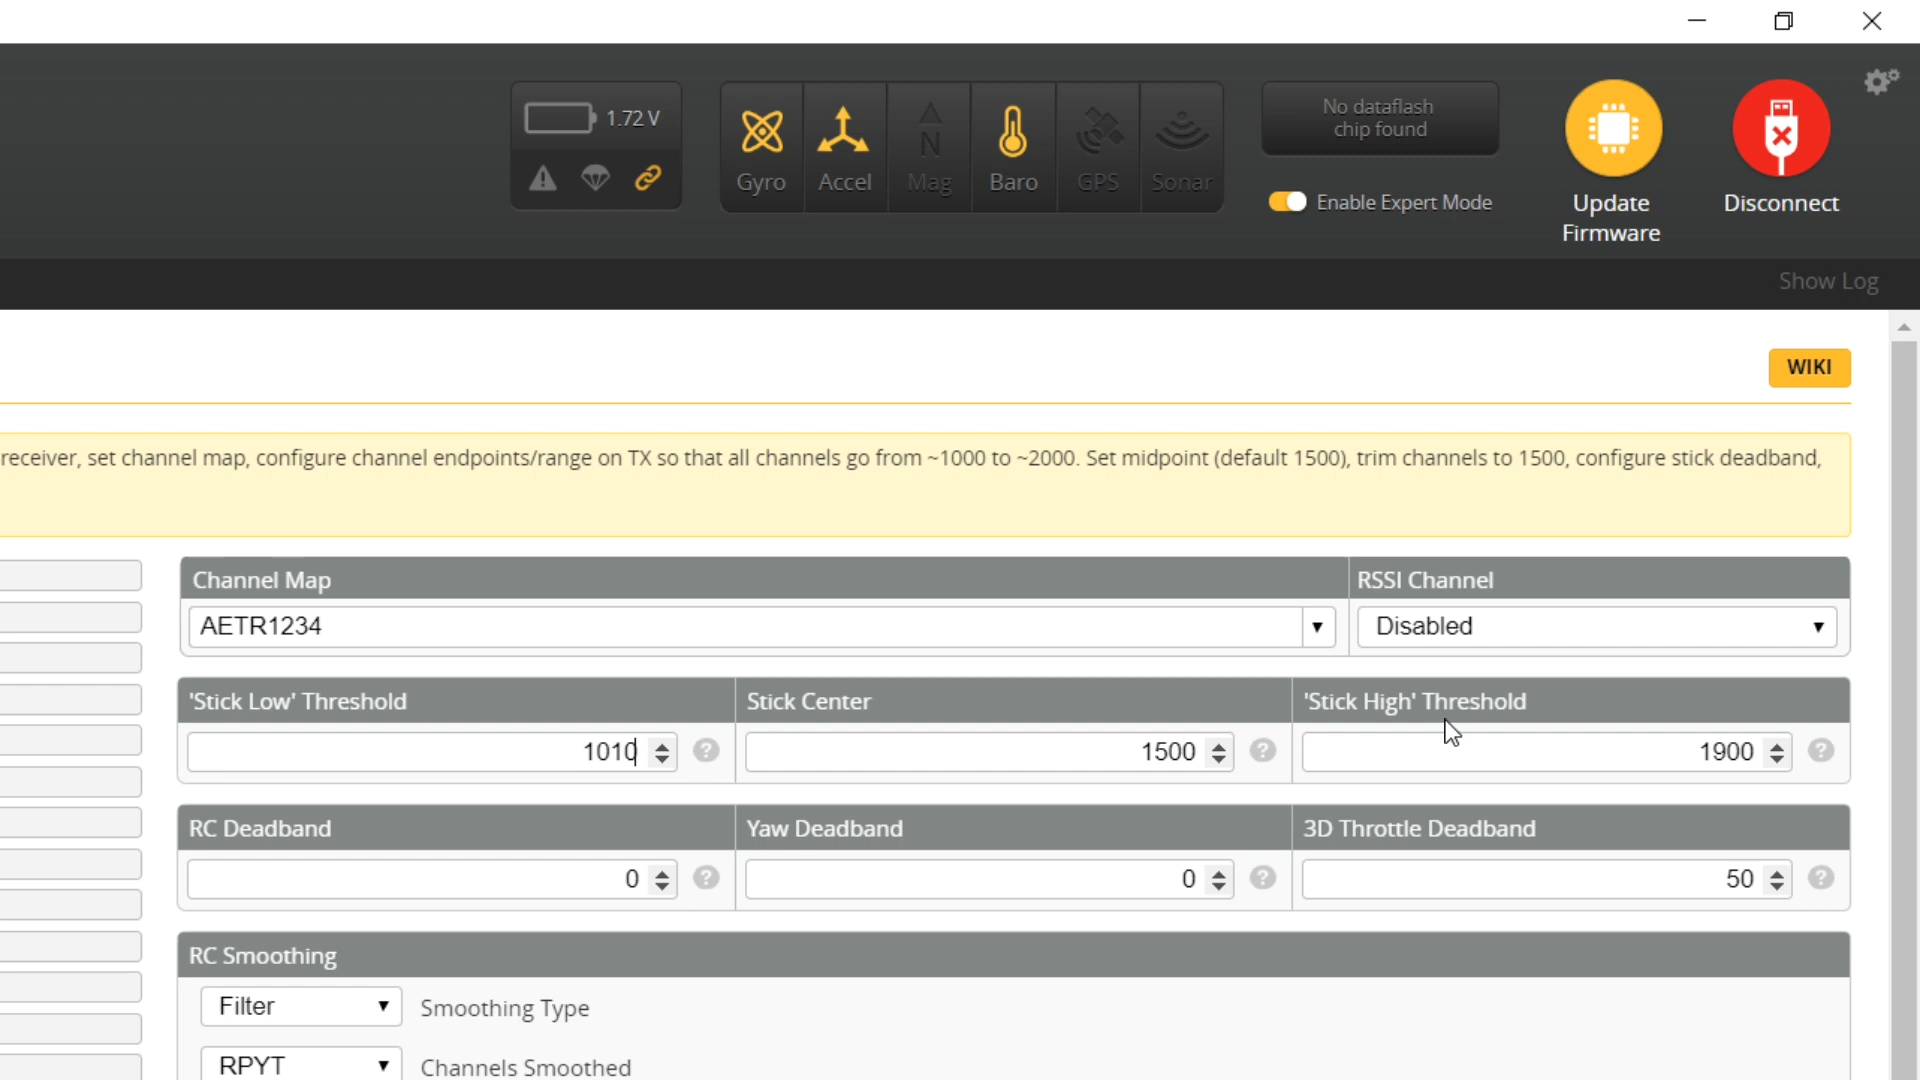 1.72 V
Gyro
Accel
N
Mag
Baro
GPS
Sonar
No dataflash
chip found
Enable Expert Mode
Update
Firmware
Disconnect
Show Log
WIKI
receiver, set channel map, configure channel endpoints/range on TX so that all channels go from ~1000 to ~2000. Set midpoint (default 1500), trim channels to 1500, configure stick deadband,
Channel Map
RSSI Channel
AETR1234
Disabled
'Stick Low' Threshold
Stick Center
'Stick High' Threshold
1010
?
1500
?
1900
?
RC Deadband
Yaw Deadband
3D Throttle Deadband
0
?
0
?
50
?
RC Smoothing
Filter
Smoothing Type
RPYT
Channels Smoothed